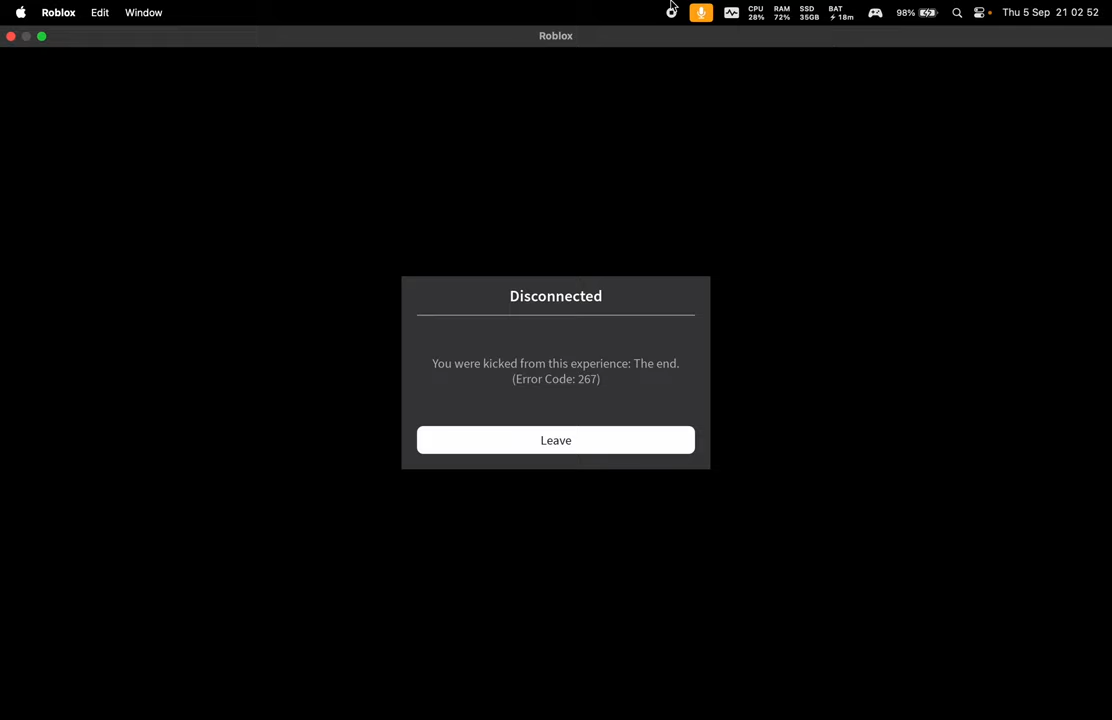 Roblox Edit Window CPU 28% RAM 72% SSD 35GB BAT 18m 98% Thu 5 Sep 21 02 52
Roblox
Disconnected
You were kicked from this experience: The end.
(Error Code: 267)
Leave